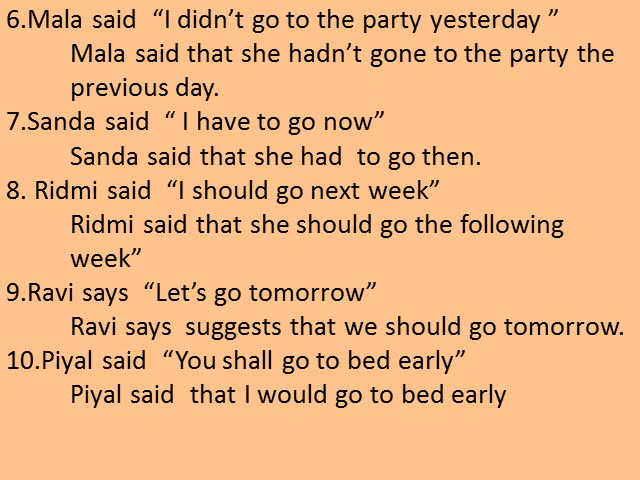 6.Mala said  “I didn’t go to the party yesterday ”
Mala said that she hadn’t gone to the party the
previous day.
7.Sanda said  “ I have to go now”
Sanda said that she had  to go then.
8. Ridmi said  “I should go next week”
Ridmi said that she should go the following
week”
9.Ravi says  “Let’s go tomorrow”
Ravi says  suggests that we should go tomorrow.
10.Piyal said  “You shall go to bed early”
Piyal said  that I would go to bed early